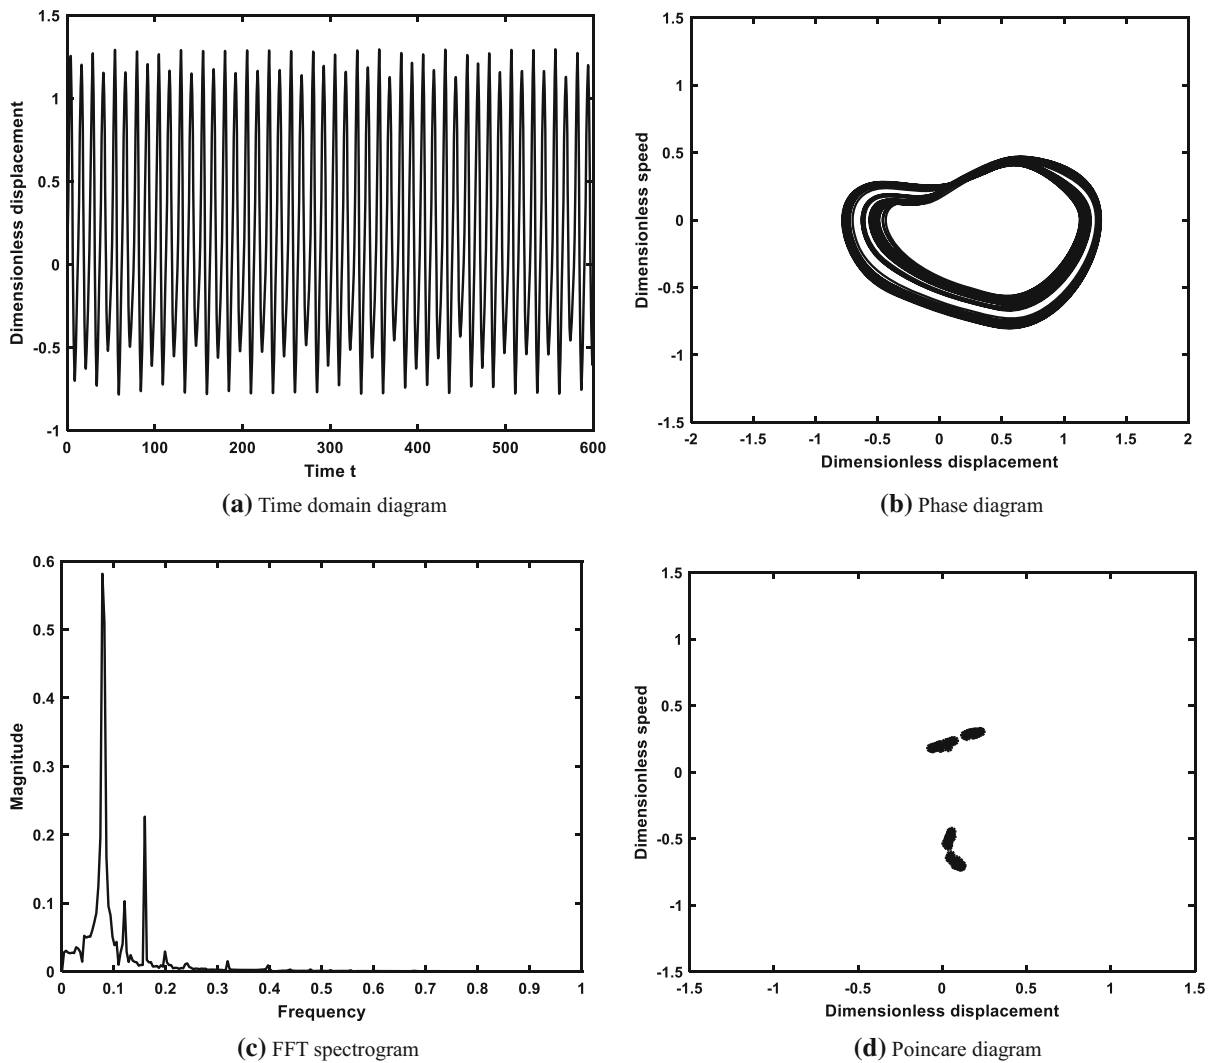 1.5
1
0.5
0
-0.5
-1
0 100 200 300 400 500 600
Dimensionless displacement
Time t
(a) Time domain diagram
1.5
1
0.5
0
-0.5
-1
-1.5
-2 -1.5 -1 -0.5 0 0.5 1 1.5 2
Dimensionless speed
Dimensionless displacement
(b) Phase diagram
0.6
0.5
0.4
0.3
0.2
0.1
0
0 0.1 0.2 0.3 0.4 0.5 0.6 0.7 0.8 0.9 1
Magnitude
Frequency
(c) FFT spectrogram
1.5
1
0.5
0
-0.5
-1
-1.5
-1.5 -1 -0.5 0 0.5 1 1.5
Dimensionless speed
Dimensionless displacement
(d) Poincare diagram